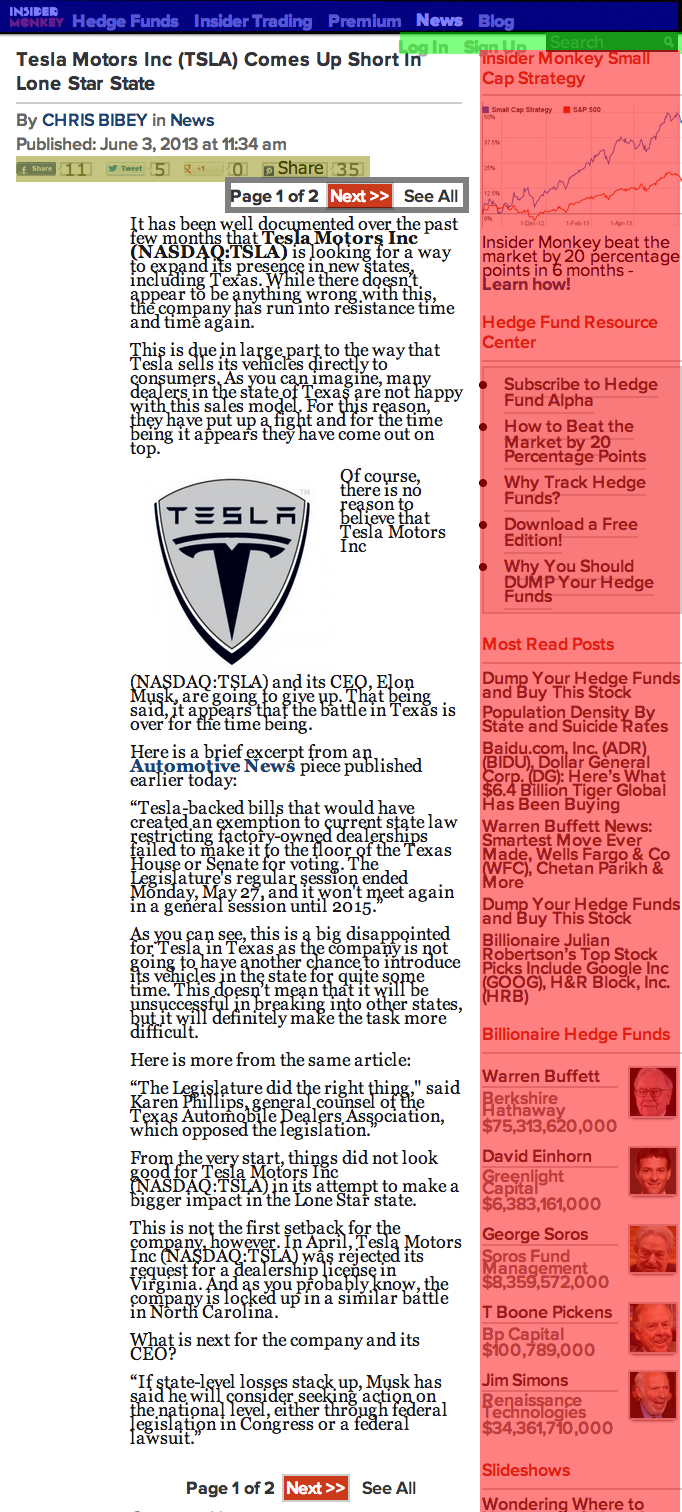 INSIDER MONKEY
Hedge Funds Insider Trading Premium News Blog
Log In Sign Up Search
Tesla Motors Inc (TSLA) Comes Up Short In
Lone Star State
By CHRIS BIBEY in News
Published: June 3, 2013 at 11:34 am
Share 11 Tweet 5 +1 0 Share 35
Page 1 of 2 Next >> See All
It has been well documented over the past
few months that Tesla Motors Inc
(NASDAQ:TSLA) is looking for a way
to expand its presence in new states,
including Texas. While there doesn't
appear to be anything wrong with this,
the company has run into resistance time
and time again.
This is due in large part to the way that
Tesla sells its vehicles directly to
consumers. As you can imagine, many
dealers in the state of Texas are not happy
with this sales model. For this reason,
they have put up a fight and for the time
being it appears they have come out on
top.
TESLA
TM
Of course,
there is no
reason to
believe that
Tesla Motors
Inc
(NASDAQ:TSLA) and its CEO, Elon
Musk, are going to give up. That being
said, it appears that the battle in Texas is
over for the time being.
Here is a brief excerpt from an
Automotive News piece published
earlier today:
“Tesla-backed bills that would have
created an exemption to current state law
restricting factory-owned dealerships
failed to make it to the floor of the Texas
House or Senate for voting. The
Legislature's regular session ended
Monday, May 27, and it won't meet again
in a general session until 2015.”
As you can see, this is a big disappointed
for Tesla in Texas as the company is not
going to have another chance to introduce
its vehicles in the state for quite some
time. This doesn't mean that it will be
unsuccessful in breaking into other states,
but it will definitely make the task more
difficult.
Here is more from the same article:
“The Legislature did the right thing," said
Karen Phillips, general counsel of the
Texas Automobile Dealers Association,
which opposed the legislation.”
From the very start, things did not look
good for Tesla Motors Inc
(NASDAQ:TSLA) in its attempt to make a
bigger impact in the Lone Star state.
This is not the first setback for the
company, however. In April, Tesla Motors
Inc (NASDAQ:TSLA) was rejected its
request for a dealership license in
Virginia. And as you probably know, the
company is locked up in a similar battle
in North Carolina.
What is next for the company and its
CEO?
“If state-level losses stack up, Musk has
said he will consider seeking action on
the national level, either through federal
legislation in Congress or a federal
lawsuit.”
Page 1 of 2 Next >> See All
Insider Monkey Small
Cap Strategy
Small Cap Strategy S&P 500
50%
37.5%
25%
12.5%
0%
1-Dec-12 1-Feb-13 1-Apr-13
Insider Monkey beat the
market by 20 percentage
points in 6 months -
Learn how!
Hedge Fund Resource
Center
Subscribe to Hedge
Fund Alpha
How to Beat the
Market by 20
Percentage Points
Why Track Hedge
Funds?
Download a Free
Edition!
Why You Should
DUMP Your Hedge
Funds
Most Read Posts
Dump Your Hedge Funds
and Buy This Stock
Population Density By
State and Suicide Rates
Baidu.com, Inc. (ADR)
(BIDU), Dollar General
Corp. (DG): Here's What
$6.4 Billion Tiger Global
Has Been Buying
Warren Buffett News:
Smartest Move Ever
Made, Wells Fargo & Co
(WFC), Chetan Parikh &
More
Dump Your Hedge Funds
and Buy This Stock
Billionaire Julian
Robertson's Top Stock
Picks Include Google Inc
(GOOG), H&R Block, Inc.
(HRB)
Billionaire Hedge Funds
Warren Buffett
Berkshire
Hathaway
$75,313,620,000
David Einhorn
Greenlight
Capital
$6,383,161,000
George Soros
Soros Fund
Management
$8,359,572,000
T Boone Pickens
Bp Capital
$100,789,000
Jim Simons
Renaissance
Technologies
$34,361,710,000
Slideshows
Wondering Where to